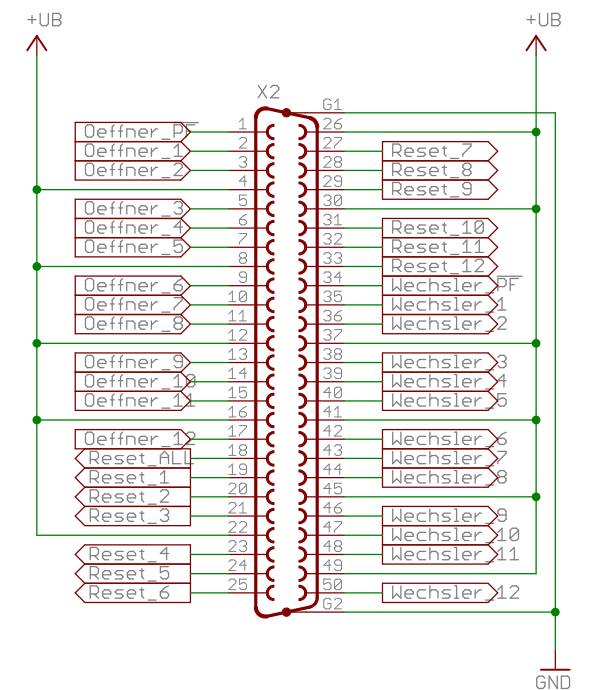 +UB +UB
X2
G1
Oeffner_PF 1 26
Oeffner_1 2 27 Reset_7
Oeffner_2 3 28 Reset_8
4 29 Reset_9
Oeffner_3 5 30
Oeffner_4 6 31 Reset_10
Oeffner_5 7 32 Reset_11
8 33 Reset_12
Oeffner_6 9 34 Wechsler_PF
Oeffner_7 10 35 Wechsler_1
Oeffner_8 11 36 Wechsler_2
12 37
Oeffner_9 13 38 Wechsler_3
Oeffner_10 14 39 Wechsler_4
Oeffner_11 15 40 Wechsler_5
16 41
Oeffner_12 17 42 Wechsler_6
Reset_ALL 18 43 Wechsler_7
Reset_1 19 44 Wechsler_8
Reset_2 20 45
Reset_3 21 46 Wechsler_9
22 47 Wechsler_10
Reset_4 23 48 Wechsler_11
Reset_5 24 49
Reset_6 25 50 Wechsler_12
G2
GND